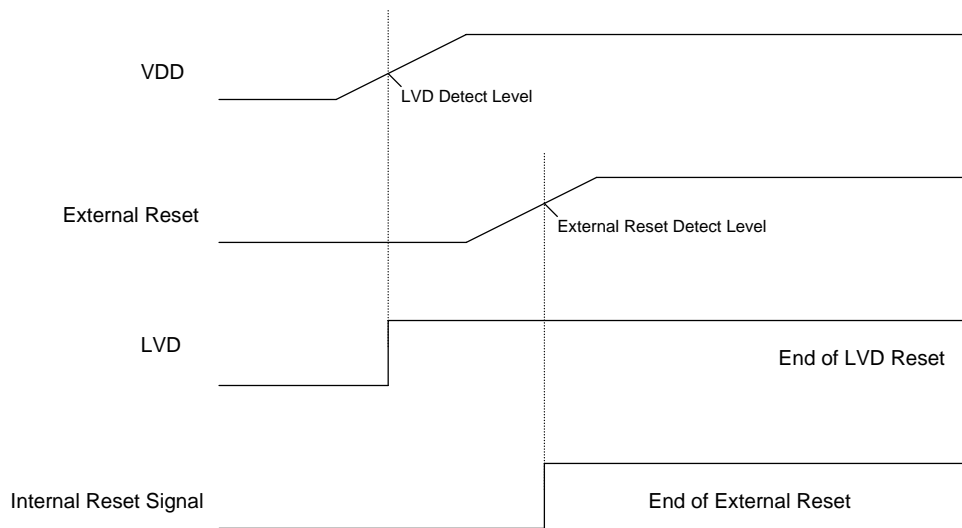 VDD
LVD Detect Level
External Reset
External Reset Detect Level
LVD
End of LVD Reset
Internal Reset Signal
End of External Reset